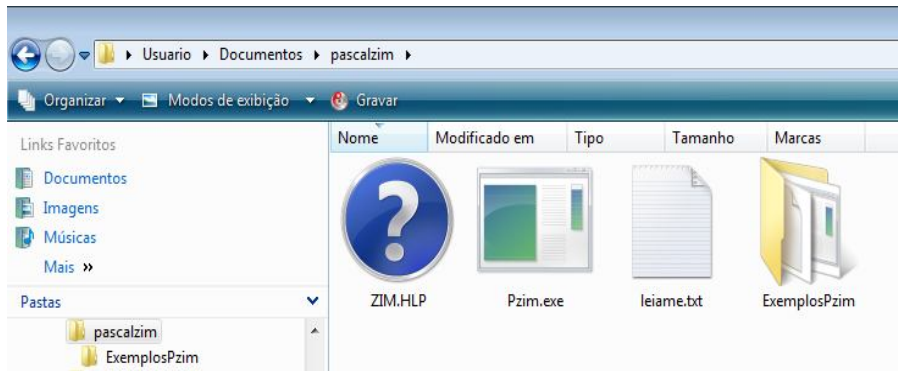 Usuario ▸ Documentos ▸ pascalzim ▸
Organizar Modos de exibição Gravar
Links Favoritos
Documentos
Imagens
Músicas
Mais »
Pastas
pascalzim
ExemplosPzim
Nome Modificado em Tipo Tamanho Marcas
ZIM.HLP Pzim.exe leiame.txt ExemplosPzim